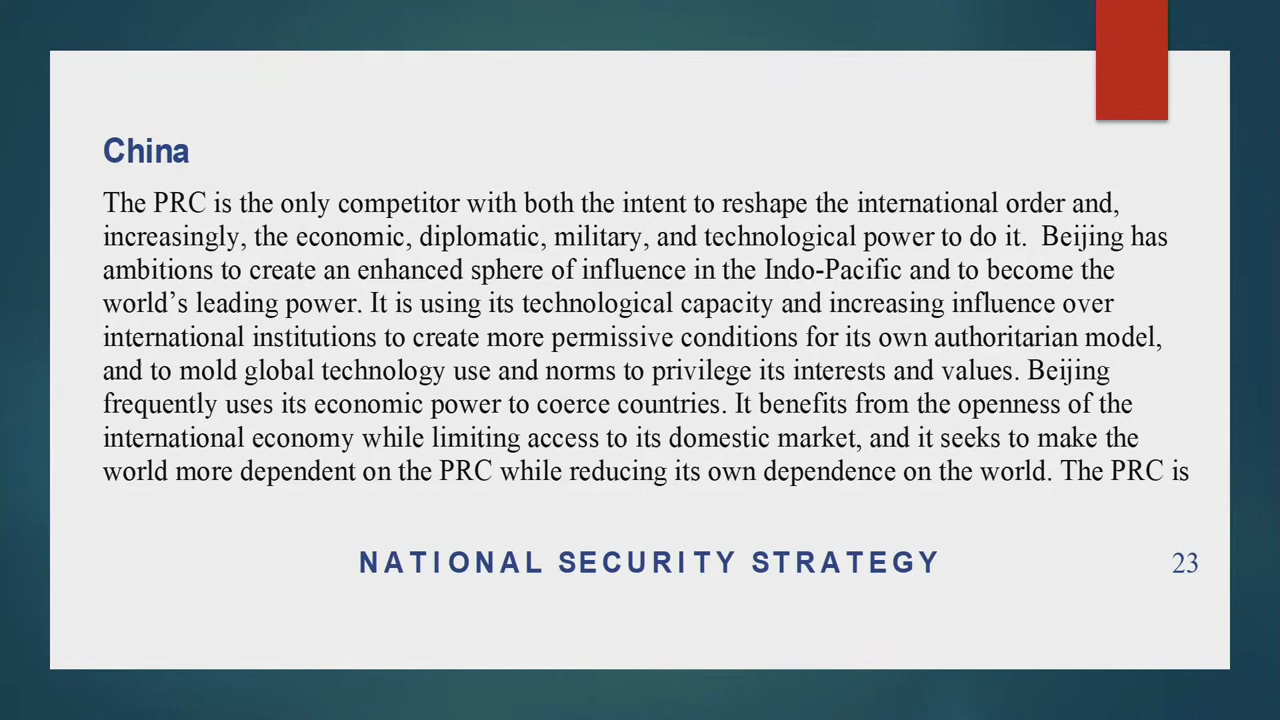 China
The PRC is the only competitor with both the intent to reshape the international order and,
increasingly, the economic, diplomatic, military, and technological power to do it.  Beijing has
ambitions to create an enhanced sphere of influence in the Indo-Pacific and to become the
world’s leading power. It is using its technological capacity and increasing influence over
international institutions to create more permissive conditions for its own authoritarian model,
and to mold global technology use and norms to privilege its interests and values. Beijing
frequently uses its economic power to coerce countries. It benefits from the openness of the
international economy while limiting access to its domestic market, and it seeks to make the
world more dependent on the PRC while reducing its own dependence on the world. The PRC is
NATIONAL SECURITY STRATEGY 23